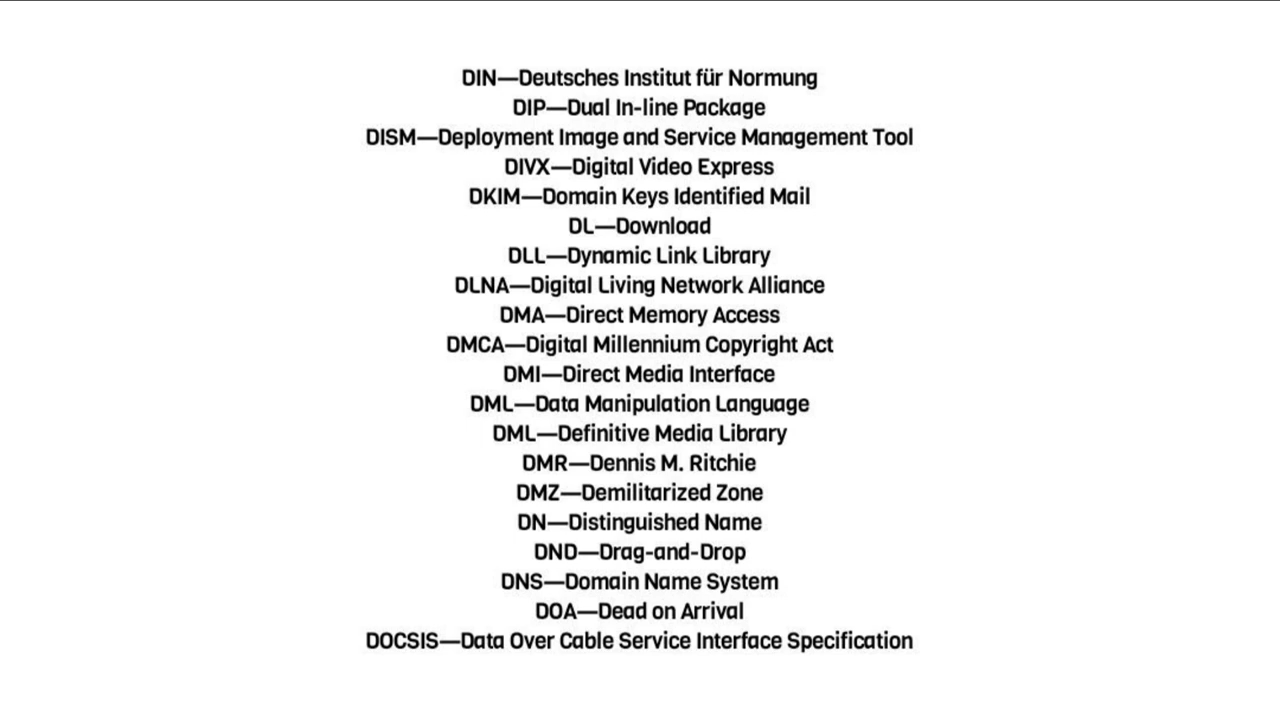 DIN—Deutsches Institut für Normung
DIP—Dual In-line Package
DISM—Deployment Image and Service Management Tool
DIVX—Digital Video Express
DKIM—Domain Keys Identified Mail
DL—Download
DLL—Dynamic Link Library
DLNA—Digital Living Network Alliance
DMA—Direct Memory Access
DMCA—Digital Millennium Copyright Act
DMI—Direct Media Interface
DML—Data Manipulation Language
DML—Definitive Media Library
DMR—Dennis M. Ritchie
DMZ—Demilitarized Zone
DN—Distinguished Name
DND—Drag-and-Drop
DNS—Domain Name System
DOA—Dead on Arrival
DOCSIS—Data Over Cable Service Interface Specification